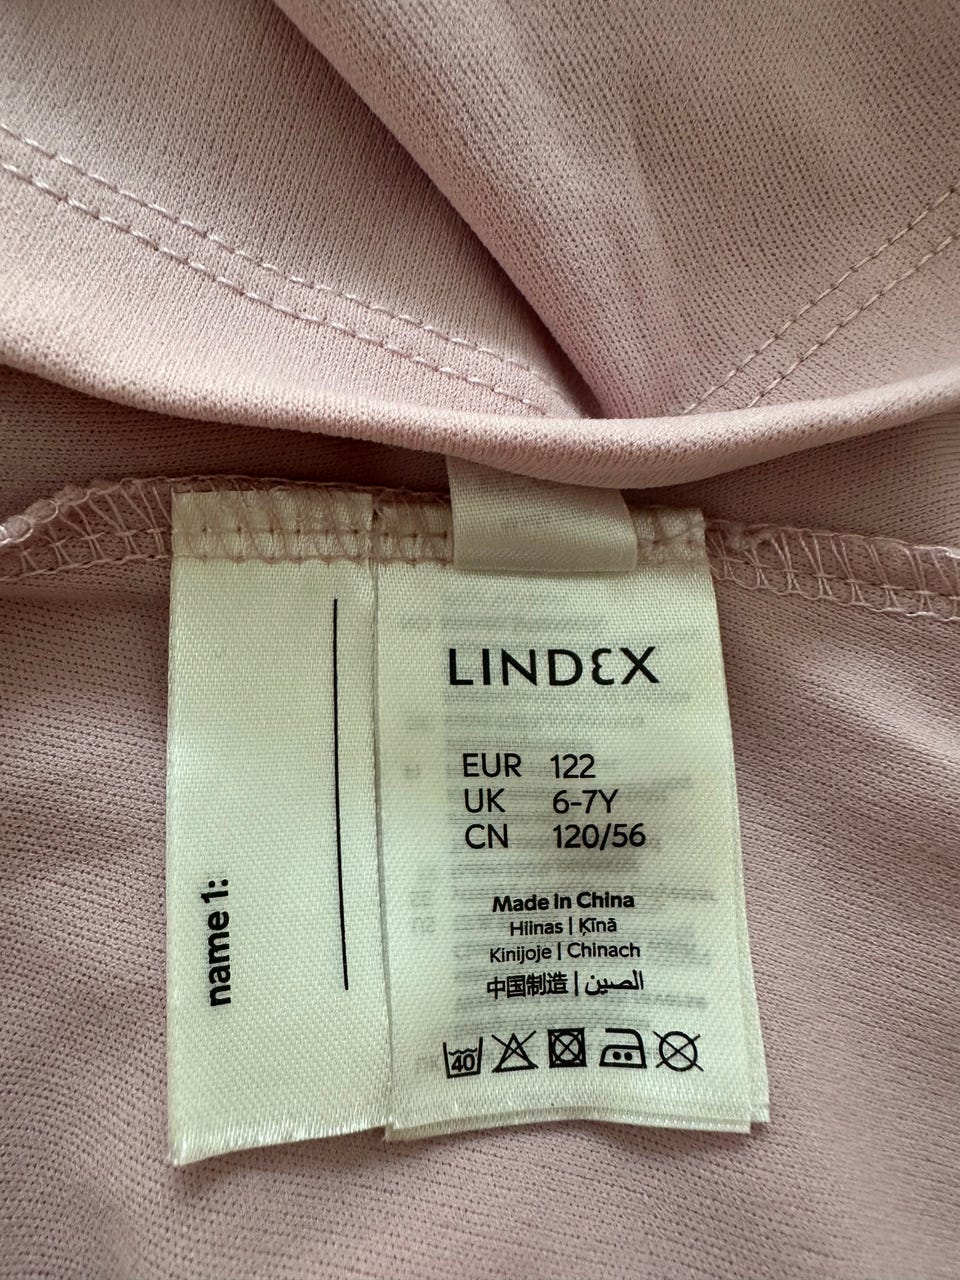 name 1:
LINDEX
EUR 122
UK 6-7Y
CN 120/56
Made in China
Hiinas | Ķīnā
Kinijoje | Chinach
中国制造 | الصين
40